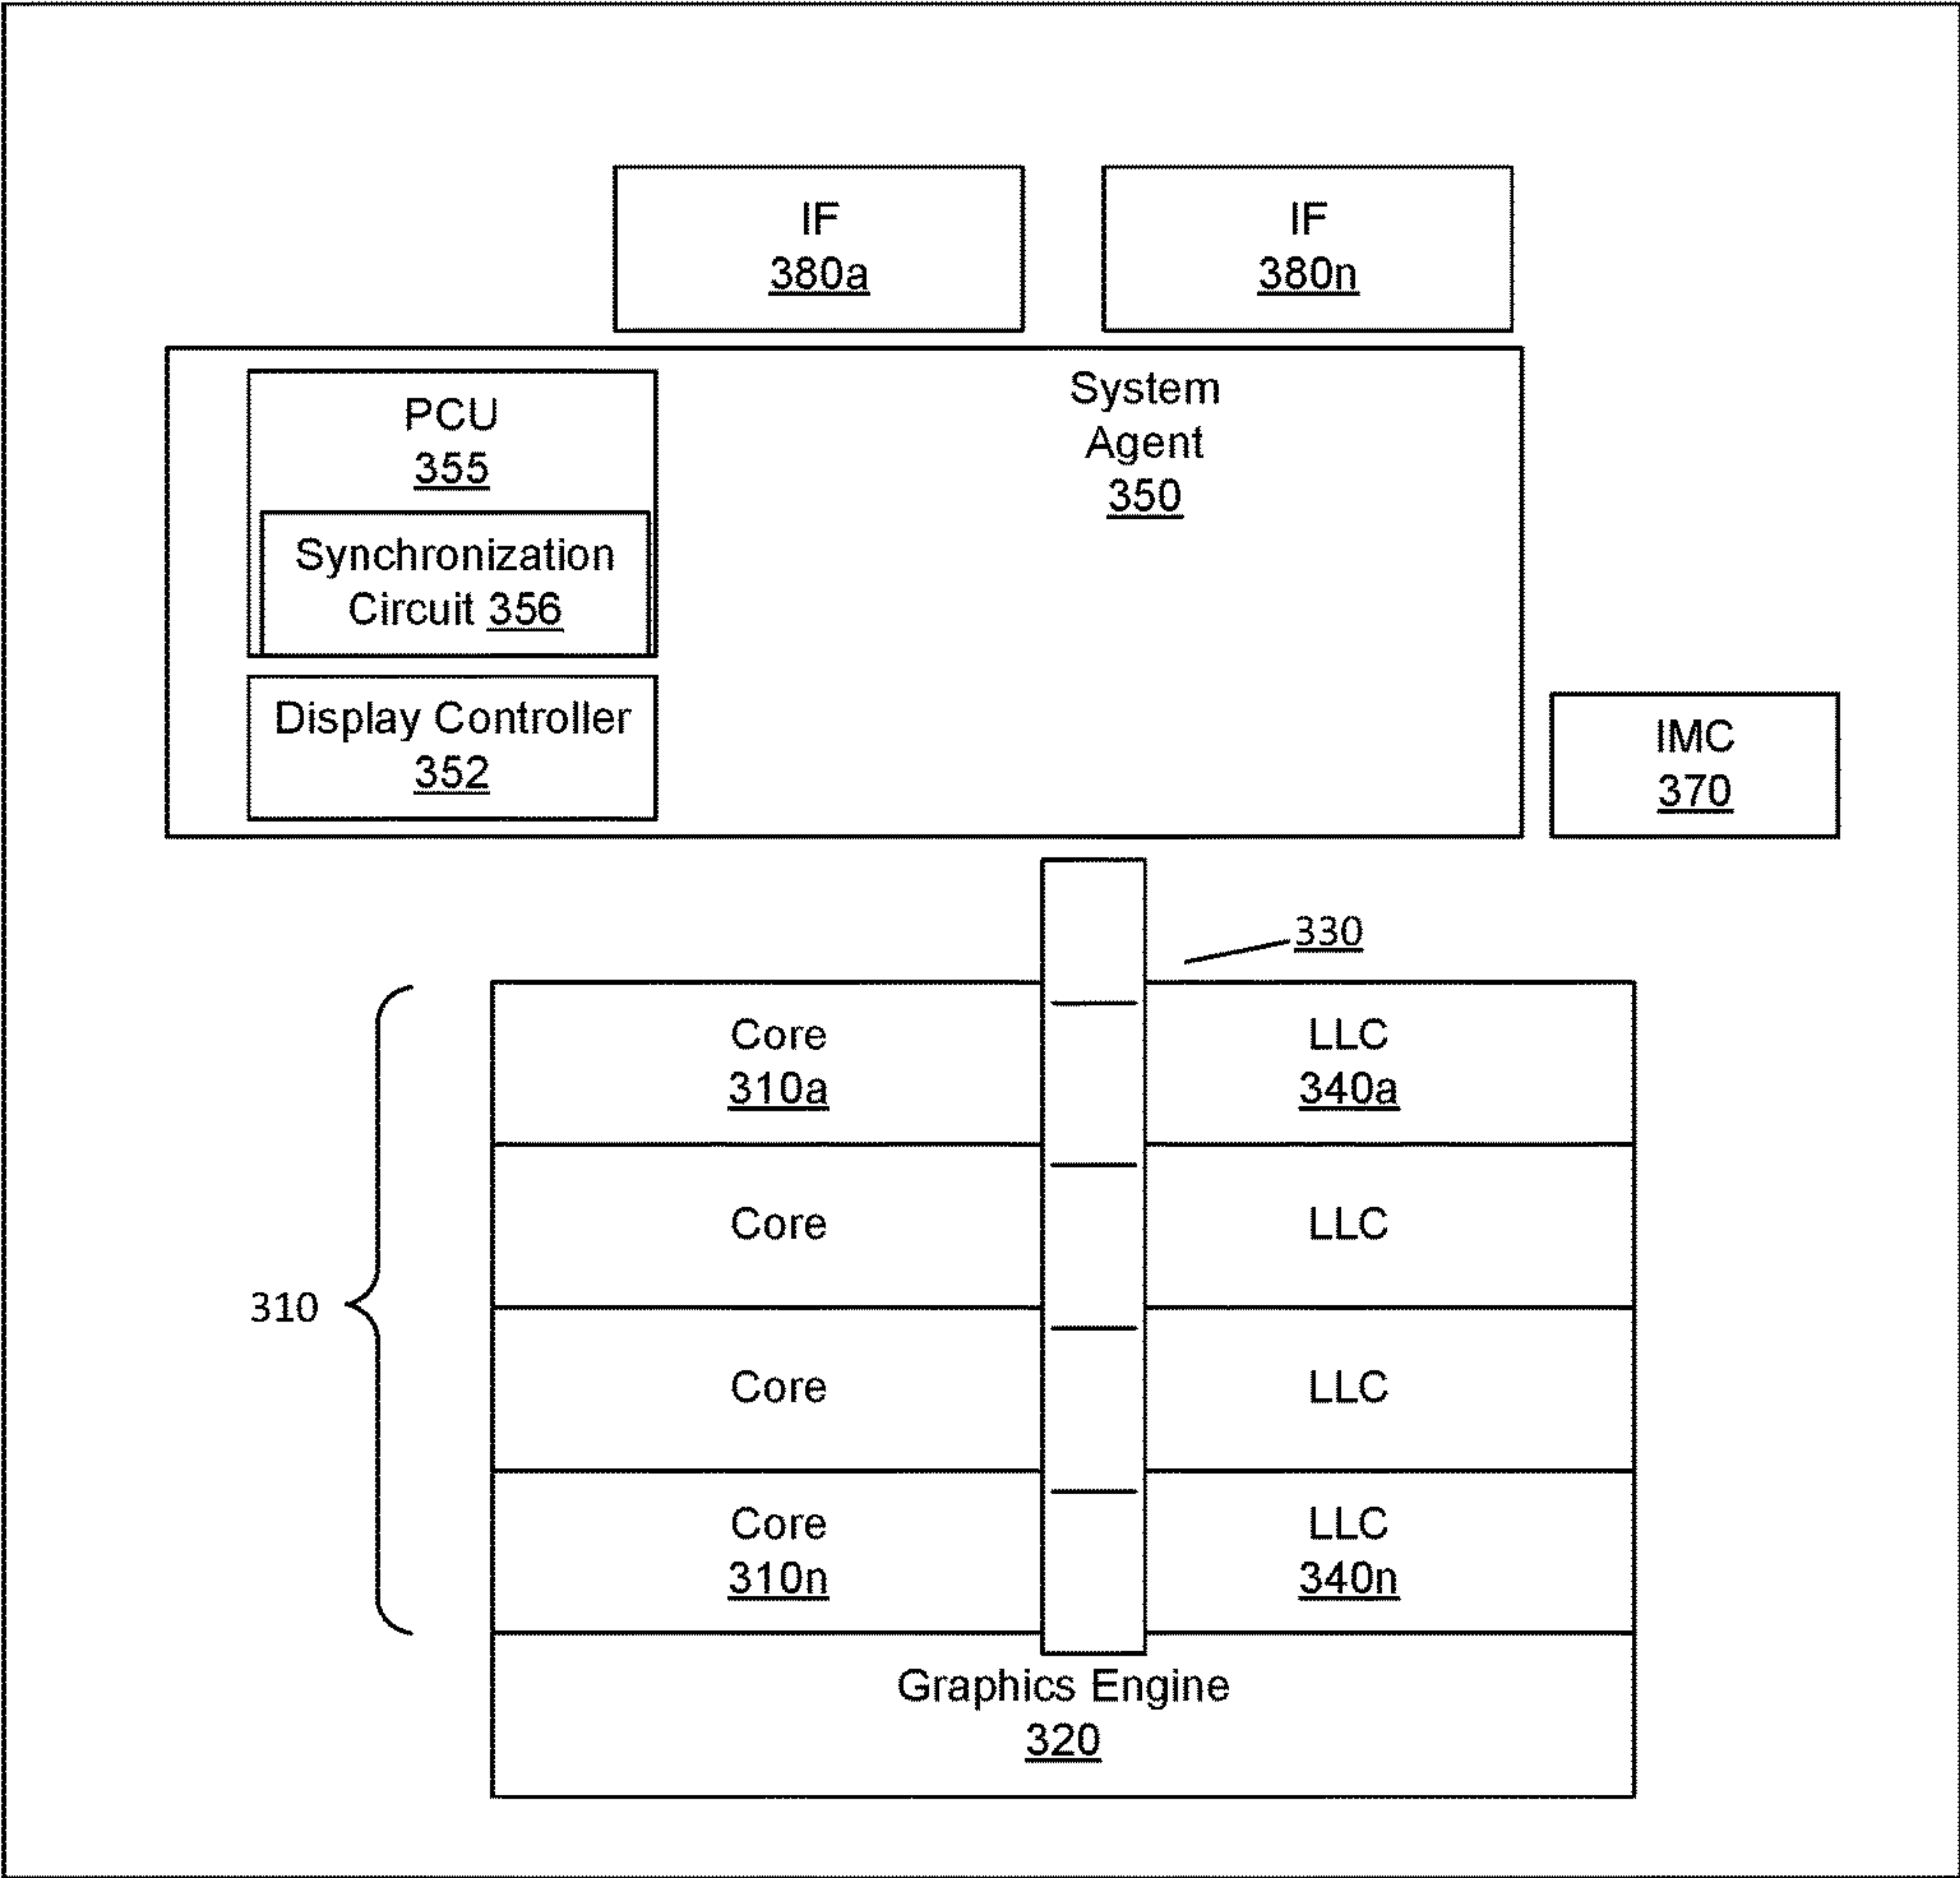 IF
380a
IF
380n
System
Agent
350
PCU
355
Synchronization
Circuit 356
Display Controller
352
IMC
370
330
310
Core
310a
LLC
340a
Core
LLC
Core
LLC
Core
310n
LLC
340n
Graphics Engine
320